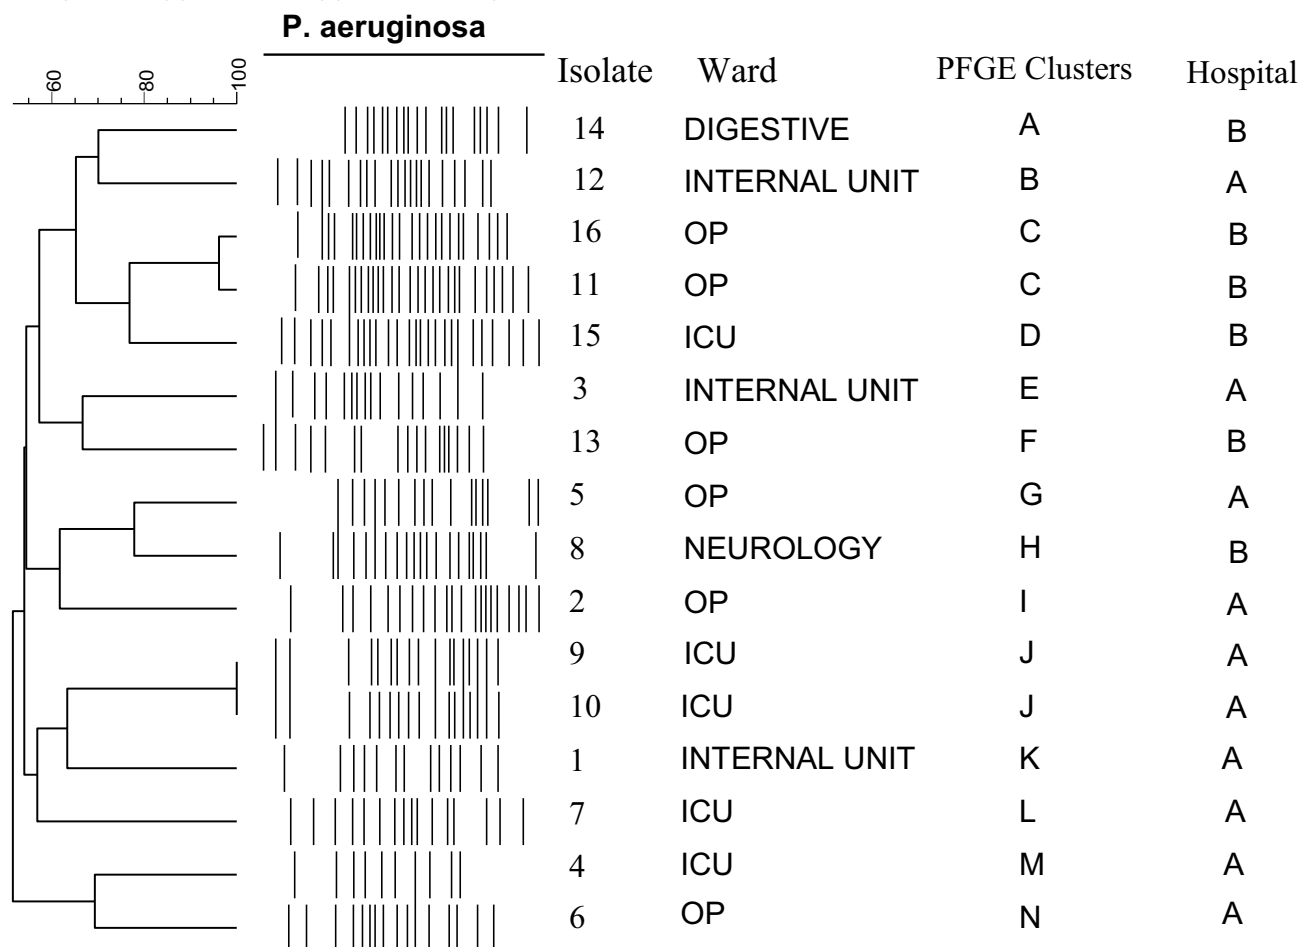 P. aeruginosa
60 80 100
Isolate Ward PFGE Clusters Hospital
14 DIGESTIVE A B
12 INTERNAL UNIT B A
16 OP C B
11 OP C B
15 ICU D B
3 INTERNAL UNIT E A
13 OP F B
5 OP G A
8 NEUROLOGY H B
2 OP I A
9 ICU J A
10 ICU J A
1 INTERNAL UNIT K A
7 ICU L A
4 ICU M A
6 OP N A